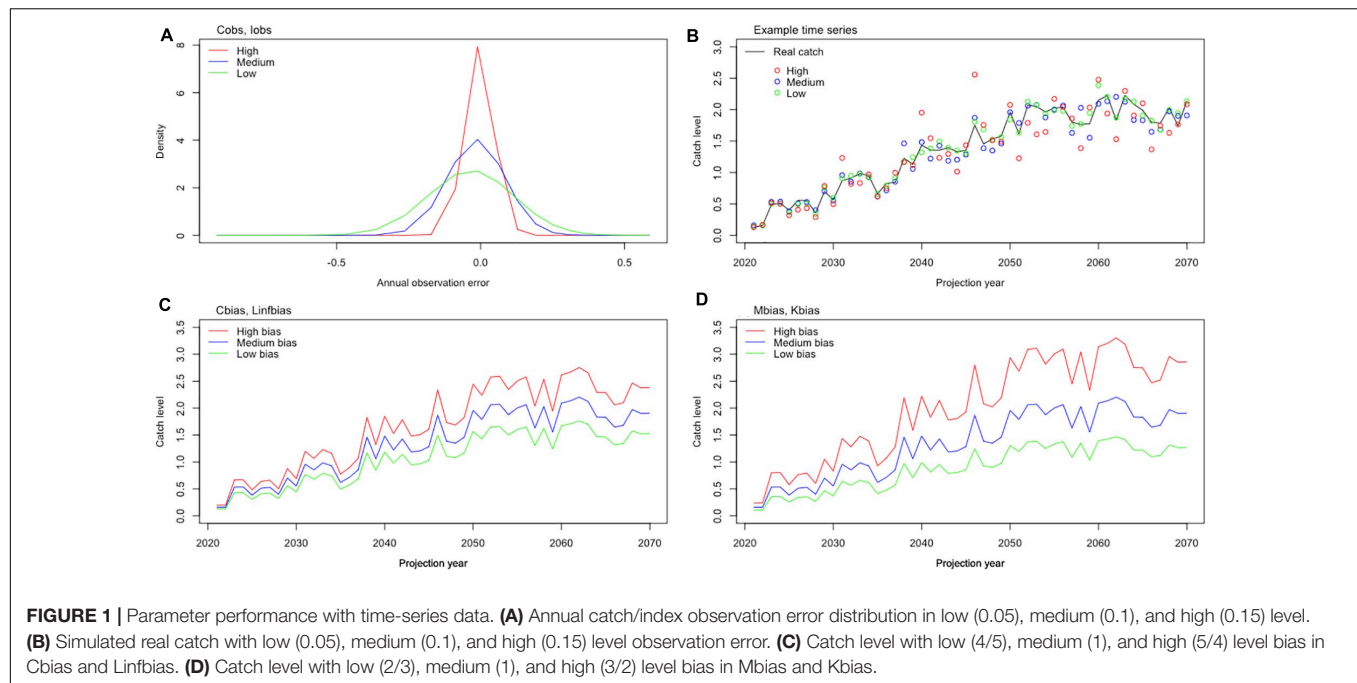 A
Cobs, Iobs
High
Medium
Low
Density
0
2
4
6
8
-0.5
0.0
0.5
Annual observation error
B
Example time series
Real catch
High
Medium
Low
Catch level
0.0
0.5
1.0
1.5
2.0
2.5
3.0
2020
2030
2040
2050
2060
2070
Projection year
C
Cbias, Linfbias
High bias
Medium bias
Low bias
Catch level
0.0
0.5
1.0
1.5
2.0
2.5
3.0
3.5
2020
2030
2040
2050
2060
2070
Projection year
D
Mbias, Kbias
High bias
Medium bias
Low bias
Catch level
0.0
0.5
1.0
1.5
2.0
2.5
3.0
3.5
2020
2030
2040
2050
2060
2070
Projection year
FIGURE 1 | Parameter performance with time-series data. (A) Annual catch/index observation error distribution in low (0.05), medium (0.1), and high (0.15) level.
(B) Simulated real catch with low (0.05), medium (0.1), and high (0.15) level observation error. (C) Catch level with low (4/5), medium (1), and high (5/4) level bias in
Cbias and Linfbias. (D) Catch level with low (2/3), medium (1), and high (3/2) level bias in Mbias and Kbias.